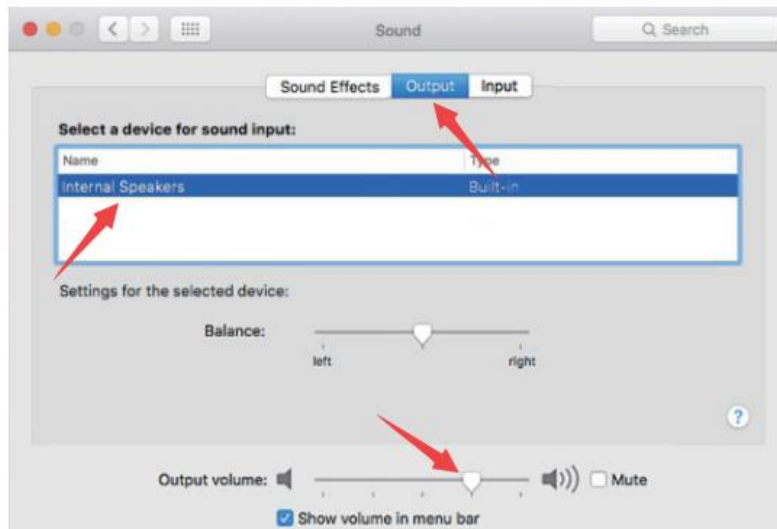 Sound
Search
Sound Effects Output Input
Select a device for sound input:
Name Type
Internal Speakers Built-in
Settings for the selected device:
Balance:
left right
?
Output volume: Mute
Show volume in menu bar